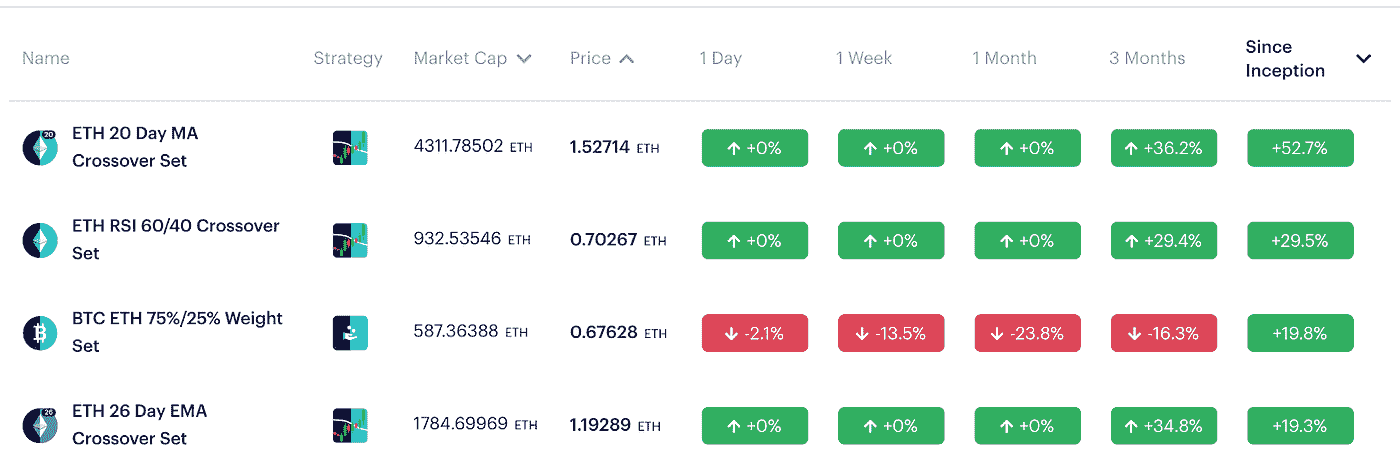 Name Strategy Market Cap Price 1 Day 1 Week 1 Month 3 Months Since
Inception
20
ETH 20 Day MA
Crossover Set
4311.78502 ETH 1.52714 ETH +0% +0% +0% +36.2% +52.7%
ETH RSI 60/40 Crossover
Set
932.53546 ETH 0.70267 ETH +0% +0% +0% +29.4% +29.5%
BTC ETH 75%/25% Weight
Set
587.36388 ETH 0.67628 ETH -2.1% -13.5% -23.8% -16.3% +19.8%
26
ETH 26 Day EMA
Crossover Set
1784.69969 ETH 1.19289 ETH +0% +0% +0% +34.8% +19.3%